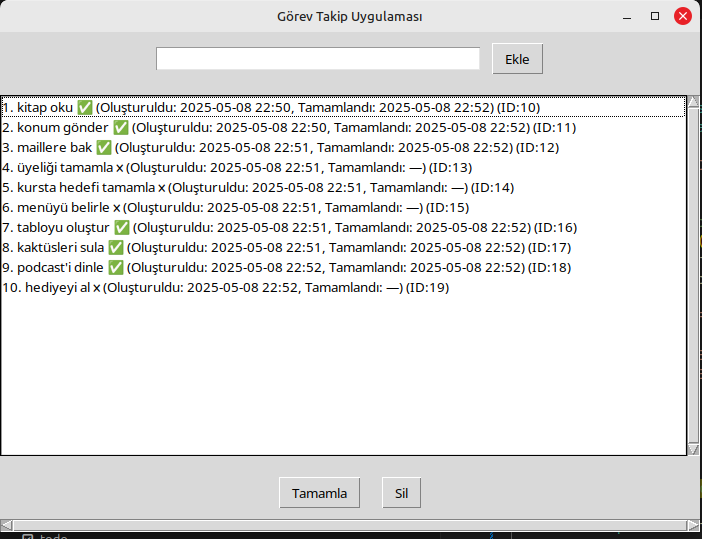 Görev Takip Uygulaması
Ekle
1. kitap oku ✅ (Oluşturuldu: 2025-05-08 22:50, Tamamlandı: 2025-05-08 22:52) (ID:10)
2. konum gönder ✅ (Oluşturuldu: 2025-05-08 22:50, Tamamlandı: 2025-05-08 22:52) (ID:11)
3. maillere bak ✅ (Oluşturuldu: 2025-05-08 22:51, Tamamlandı: 2025-05-08 22:52) (ID:12)
4. üyeliği tamamla × (Oluşturuldu: 2025-05-08 22:51, Tamamlandı: —) (ID:13)
5. kursta hedefi tamamla × (Oluşturuldu: 2025-05-08 22:51, Tamamlandı: —) (ID:14)
6. menüyü belirle × (Oluşturuldu: 2025-05-08 22:51, Tamamlandı: —) (ID:15)
7. tabloyu oluştur ✅ (Oluşturuldu: 2025-05-08 22:51, Tamamlandı: 2025-05-08 22:52) (ID:16)
8. kaktüsleri sula ✅ (Oluşturuldu: 2025-05-08 22:51, Tamamlandı: 2025-05-08 22:52) (ID:17)
9. podcast'i dinle ✅ (Oluşturuldu: 2025-05-08 22:52, Tamamlandı: 2025-05-08 22:52) (ID:18)
10. hediyeyi al × (Oluşturuldu: 2025-05-08 22:52, Tamamlandı: —) (ID:19)
Tamamla Sil